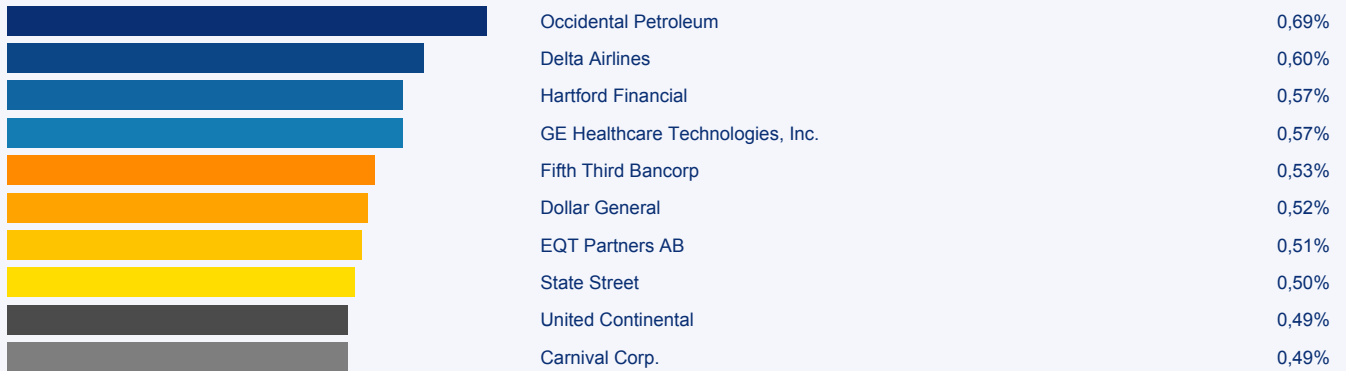 Occidental Petroleum 0,69%
Delta Airlines 0,60%
Hartford Financial 0,57%
GE Healthcare Technologies, Inc. 0,57%
Fifth Third Bancorp 0,53%
Dollar General 0,52%
EQT Partners AB 0,51%
State Street 0,50%
United Continental 0,49%
Carnival Corp. 0,49%